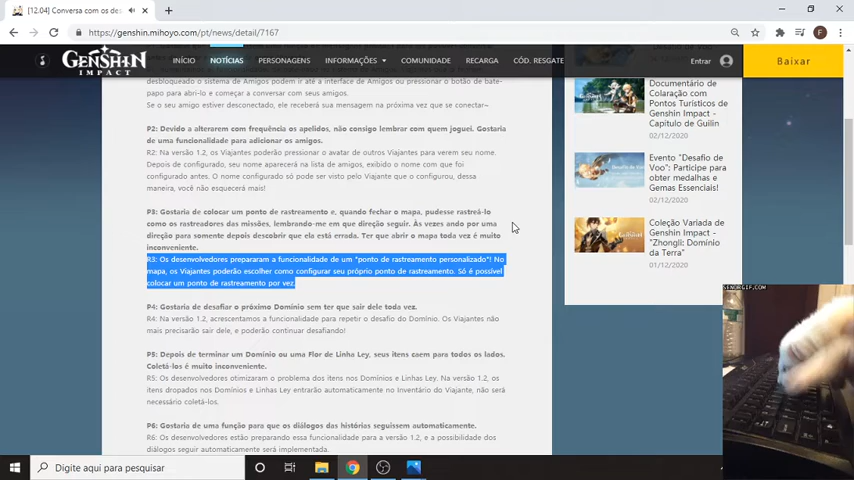 [12.04] Conversa com os de
https://genshin.mihoyo.com/pt/news/detail/7167
GENSHIN
IMPACT
INÍCIO NOTÍCIAS PERSONAGENS INFORMAÇÕES COMUNIDADE RECARGA CÓD. RESGATE
Entrar
Baixar
desbloqueado o sistema de Amigos podem ir até a interface de Amigos ou pressionar o botão de bate-
papo para abri-lo e começar a conversar com seus amigos.
Se o seu amigo estiver desconectado, ele receberá sua mensagem na próxima vez que se conectar~
P2: Devido a alterarem com frequência os apelidos, não consigo lembrar com quem joguei. Gostaria
de uma funcionalidade para adicionar os amigos.
R2: Na versão 1.2, os Viajantes poderão pressionar o avatar de outros Viajantes para verem seu nome.
Depois de configurado, seu nome aparecerá na lista de amigos, exibido o nome com que foi
configurado antes. O nome configurado só pode ser visto pelo Viajante que o configurou, dessa
maneira, você não esquecerá mais!
P3: Gostaria de colocar um ponto de rastreamento e, quando fechar o mapa, pudesse rastreá-lo
como os rastreadores das missões, lembrando-me em que direção seguir. Às vezes ando por uma
direção para somente depois descobrir que ela está errada. Ter que abrir o mapa toda vez é muito
inconveniente.
R3: Os desenvolvedores prepararam a funcionalidade de um "ponto de rastreamento personalizado"! No
mapa, os Viajantes poderão escolher como configurar seu próprio ponto de rastreamento. Só é possível
colocar um ponto de rastreamento por vez.
P4: Gostaria de desafiar o próximo Domínio sem ter que sair dele toda vez.
R4: Na versão 1.2, acrescentamos a funcionalidade para repetir o desafio do Domínio. Os Viajantes não
mais precisarão sair dele, e poderão continuar desafiando!
P5: Depois de terminar um Domínio ou uma Flor de Linha Ley, seus itens caem para todos os lados.
Coletá-los é muito inconveniente.
R5: Os desenvolvedores otimizaram o problema dos itens nos Domínios e Linhas Ley. Na versão 1.2, os
itens dropados nos Domínios e Linhas Ley entrarão automaticamente no Inventário do Viajante, não será
necessário coletá-los.
P6: Gostaria de uma função para que os diálogos das histórias seguissem automaticamente.
R6: Os desenvolvedores estão preparando essa funcionalidade para a versão 1.2, e a possibilidade dos
diálogos seguir automaticamente será implementada.
de Voo"
02/12/2020
Documentário de
Colaração com
Pontos Turísticos de
Genshin Impact -
Capítulo de Guilin
02/12/2020
Evento "Desafio de
Voo": Participe para
obter medalhas e
Gemas Essenciais!
02/12/2020
Coleção Variada de
Genshin Impact -
"Zhongli: Domínio
da Terra"
01/12/2020
SENORGIF.COM
Digite aqui para pesquisar